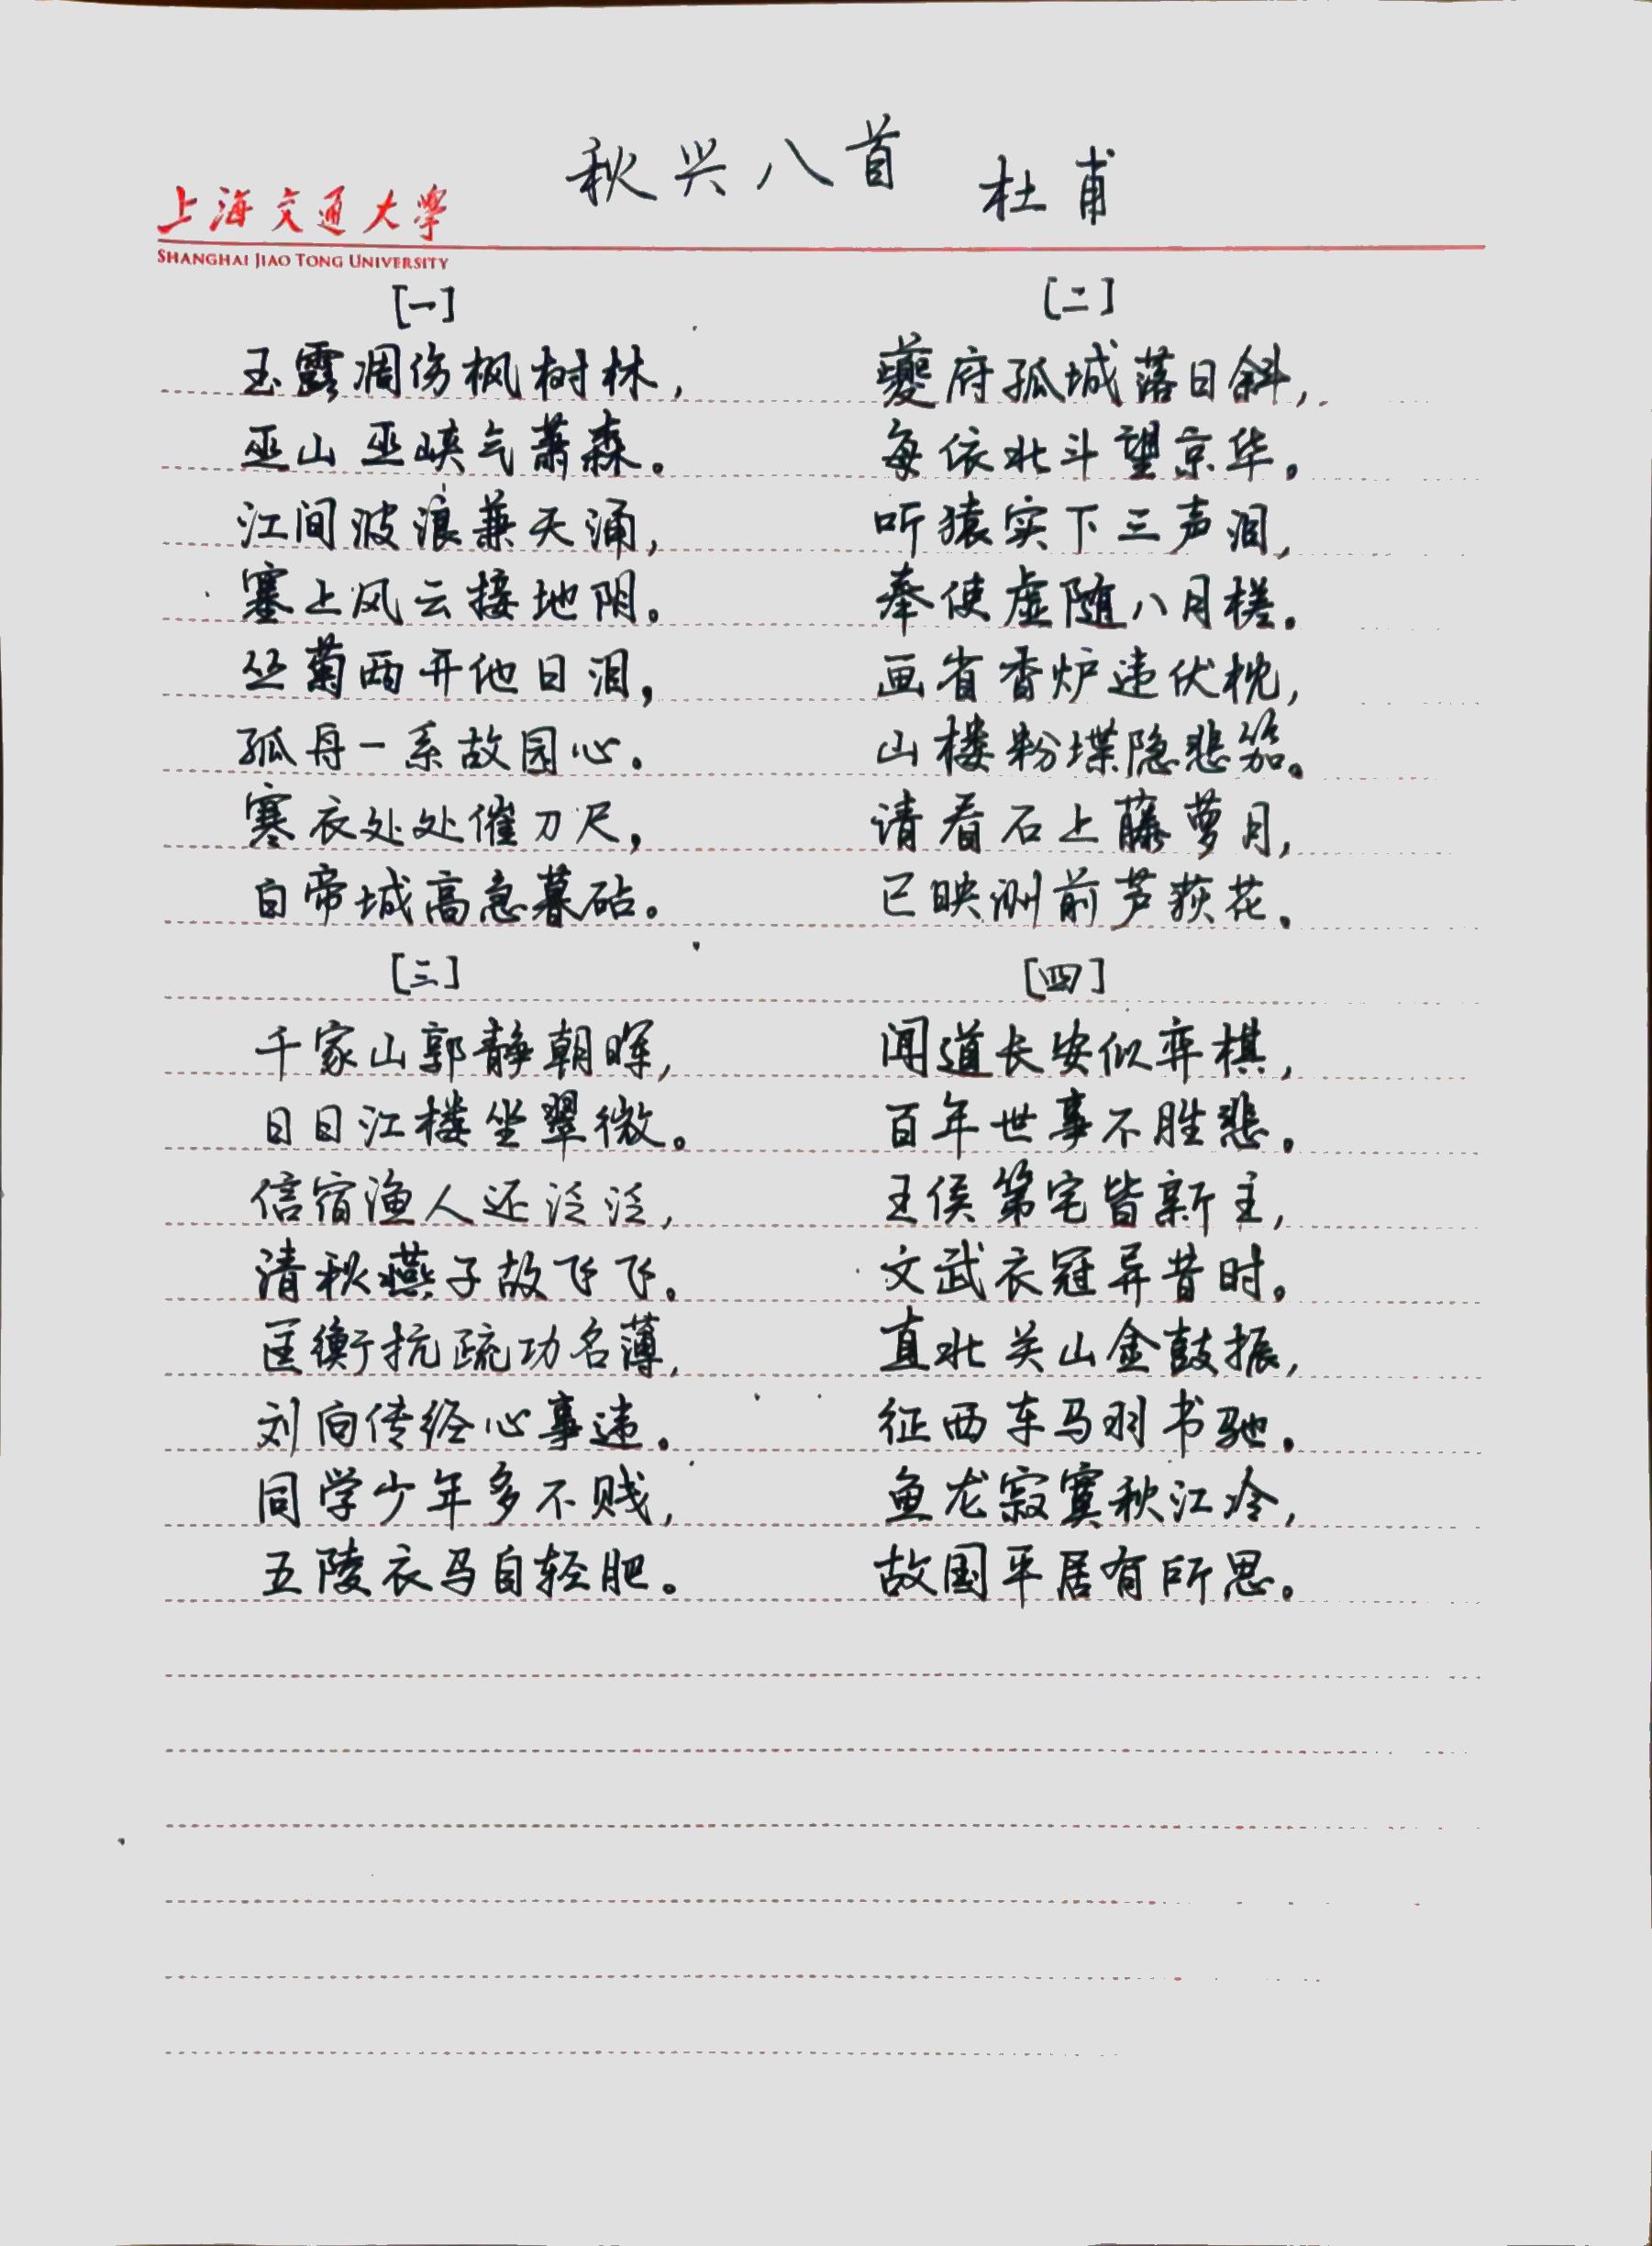 秋兴八首 杜甫
上海交通大學
SHANGHAI JIAO TONG UNIVERSITY
[一]
玉露凋伤枫树林,
巫山巫峡气萧森。
江间波浪兼天涌,
塞上风云接地阴。
丛菊两开他日泪,
孤舟一系故园心。
寒衣处处催刀尺,
白帝城高急暮砧。
[二]
夔府孤城落日斜,
每依北斗望京华。
听猿实下三声泪,
奉使虚随八月槎。
画省香炉违伏枕,
山楼粉堞隐悲笳。
请看石上藤萝月,
已映洲前芦荻花。
[三]
千家山郭静朝晖,
日日江楼坐翠微。
信宿渔人还泛泛,
清秋燕子故飞飞。
匡衡抗疏功名薄,
刘向传经心事违。
同学少年多不贱,
五陵衣马自轻肥。
[四]
闻道长安似弈棋,
百年世事不胜悲。
王侯第宅皆新主,
文武衣冠异昔时。
直北关山金鼓振,
征西车马羽书驰。
鱼龙寂寞秋江冷,
故国平居有所思。